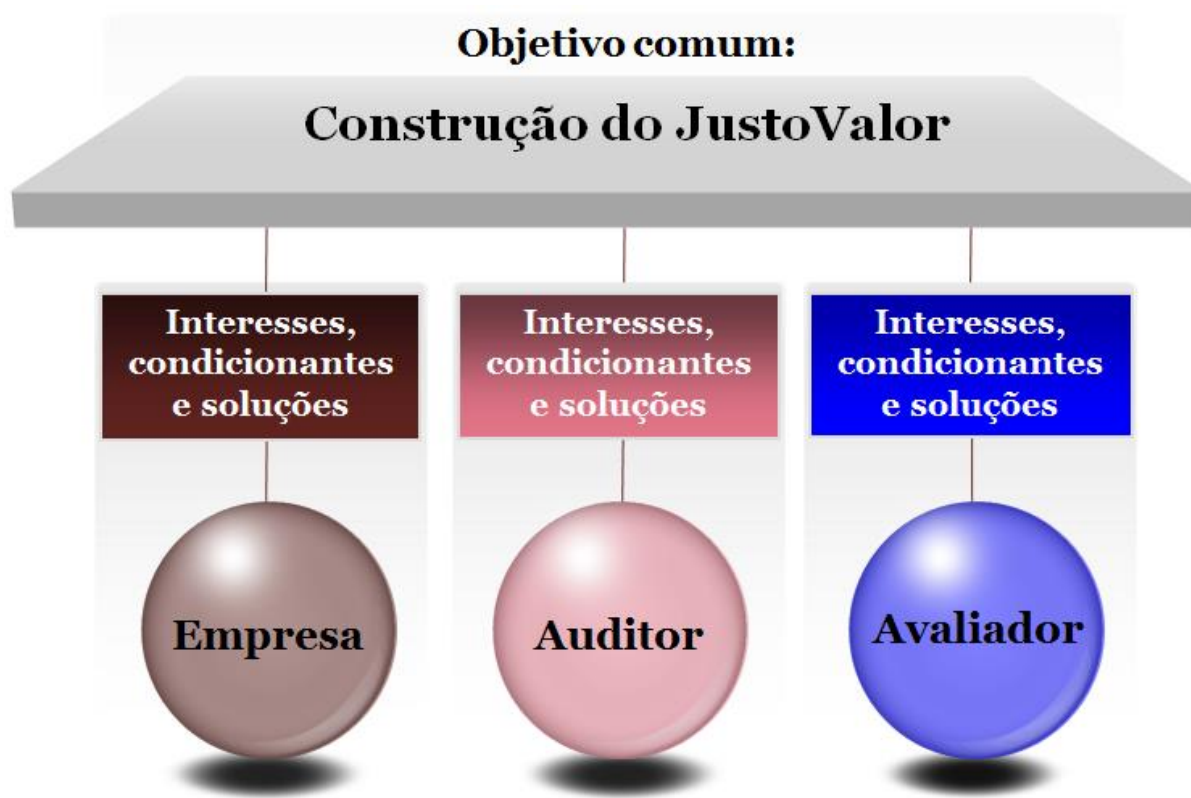 Objetivo comum:
Construção do JustoValor
Interesses,
condicionantes
e soluções
Interesses,
condicionantes
e soluções
Interesses,
condicionantes
e soluções
Empresa
Auditor
Avaliador